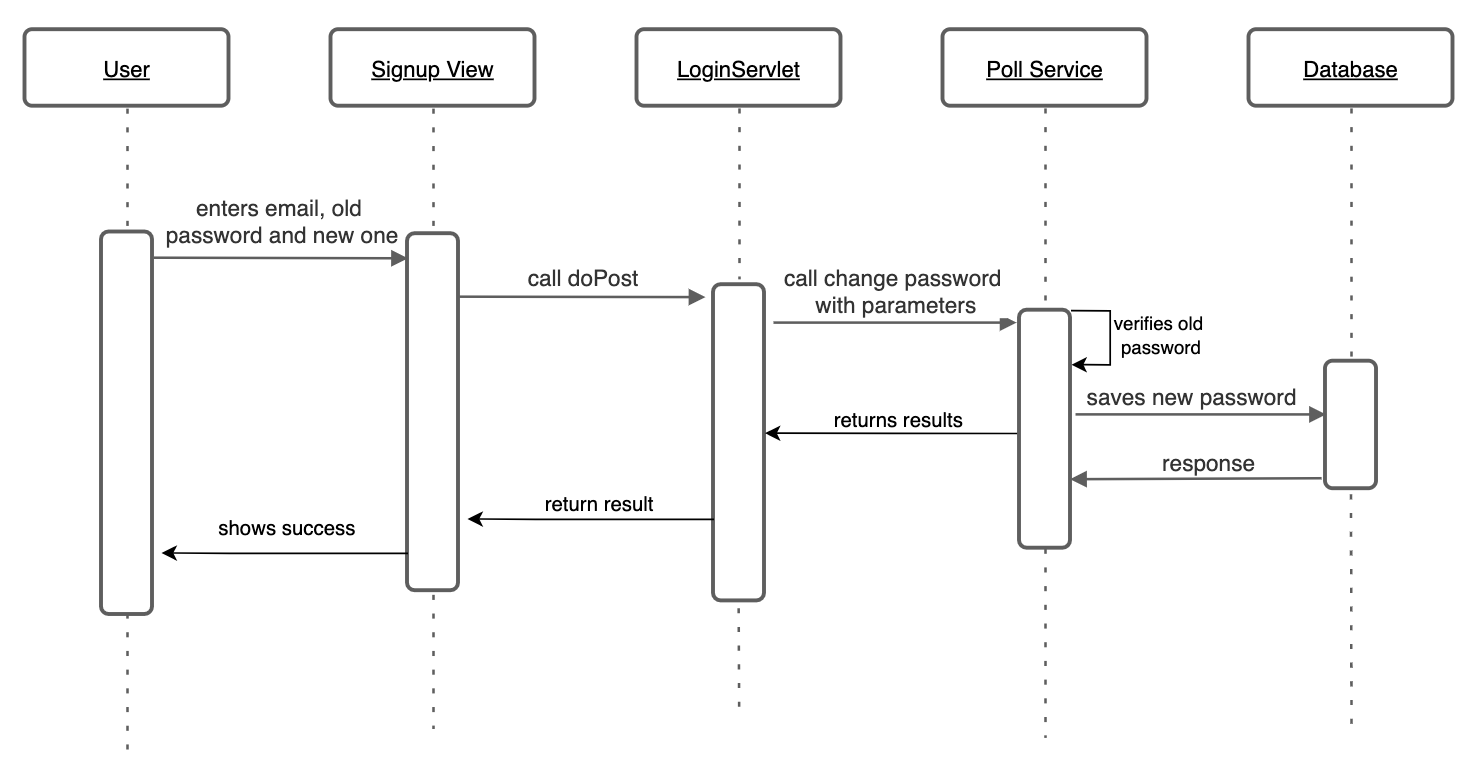 User
Signup View
LoginServlet
Poll Service
Database
enters email, old
password and new one
call doPost
call change password
with parameters
verifies old
password
saves new password
returns results
response
return result
shows success